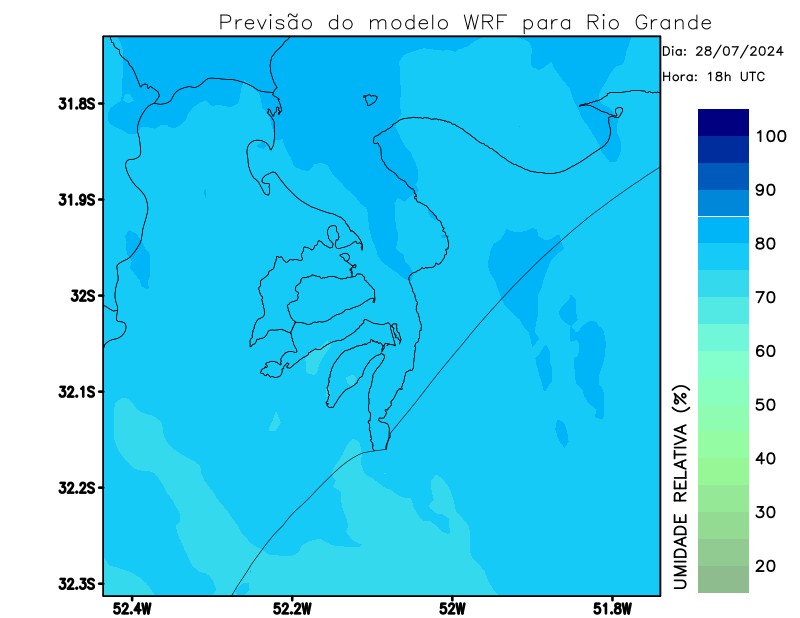 Previsão do modelo WRF para Rio Grande
Dia: 28/07/2024
Hora: 18h UTC
31.8S
31.9S
32S
32.1S
32.2S
32.3S
52.4W
52.2W
52W
51.8W
UMIDADE RELATIVA (%)
100
90
80
70
60
50
40
30
20